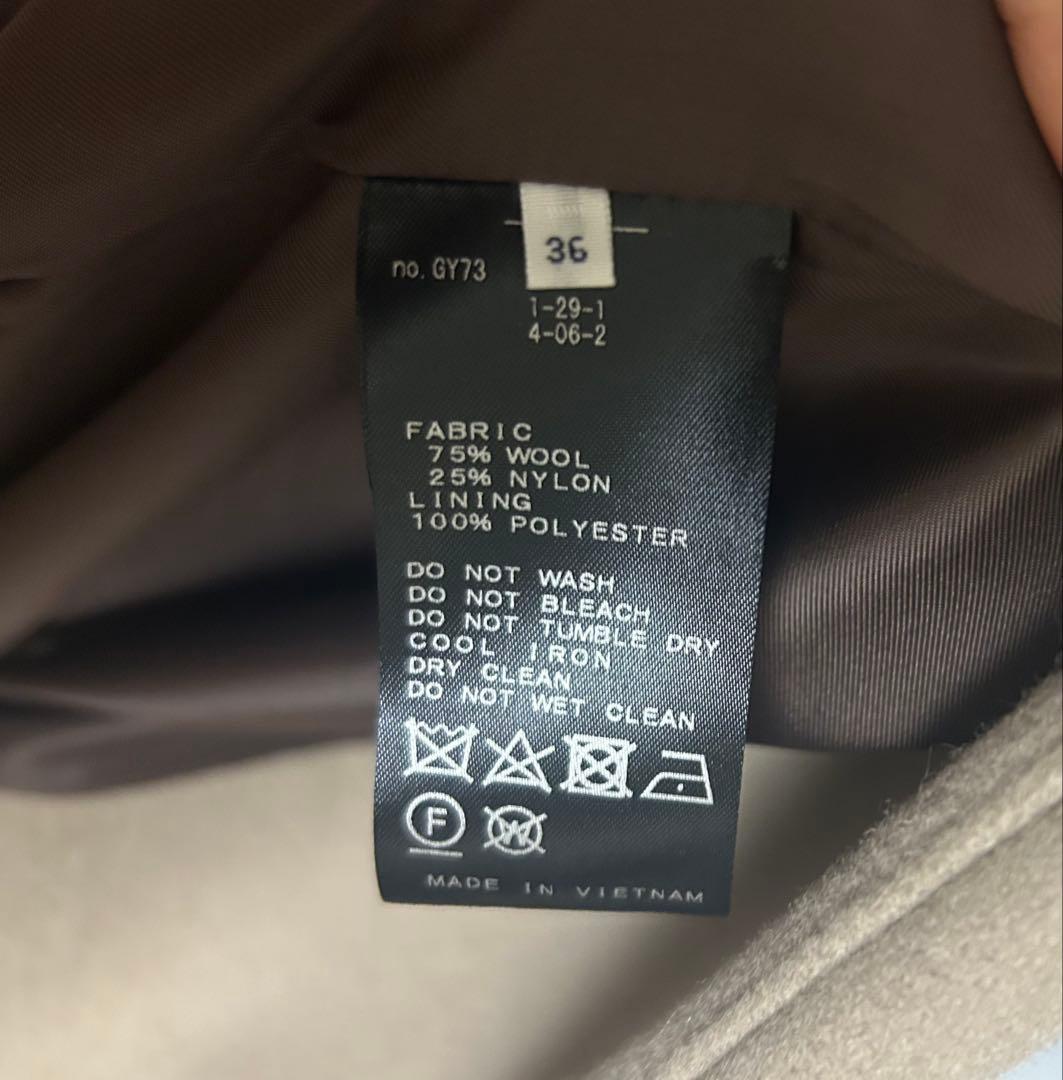 36
no. GY73
1-29-1
4-06-2
FABRIC
75% WOOL
25% NYLON
LINING
100% POLYESTER
DO NOT WASH
DO NOT BLEACH
DO NOT TUMBLE DRY
COOL IRON
DRY CLEAN
DO NOT WET CLEAN
F W
MADE IN VIETNAM